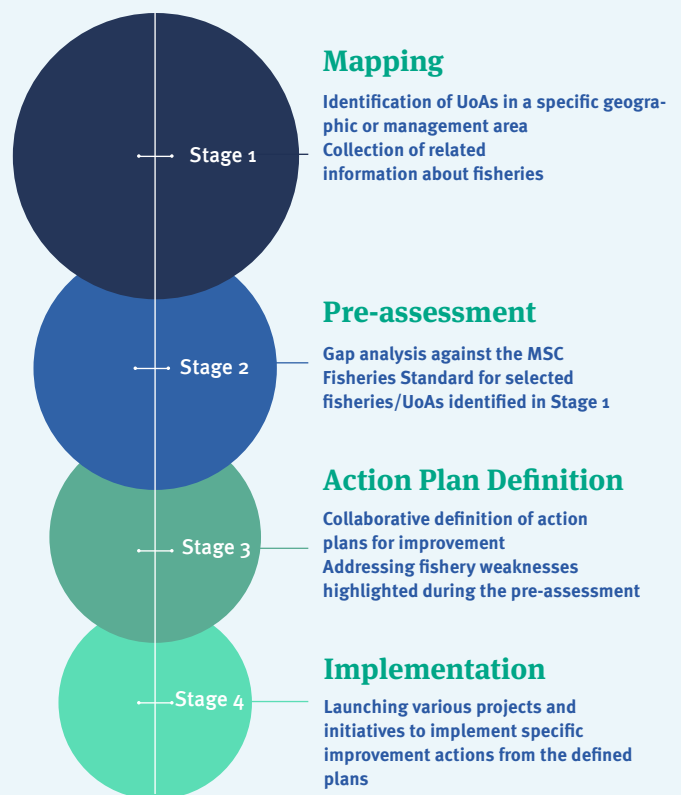 Mapping
Identification of UoAs in a specific geogra-
phic or management area
Collection of related
information about fisheries
Stage 1
Pre-assessment
Gap analysis against the MSC
Fisheries Standard for selected
fisheries/UoAs identified in Stage 1
Stage 2
Action Plan Definition
Collaborative definition of action
plans for improvement
Addressing fishery weaknesses
highlighted during the pre-assessment
Stage 3
Implementation
Launching various projects and
initiatives to implement specific
improvement actions from the defined
plans
Stage 4